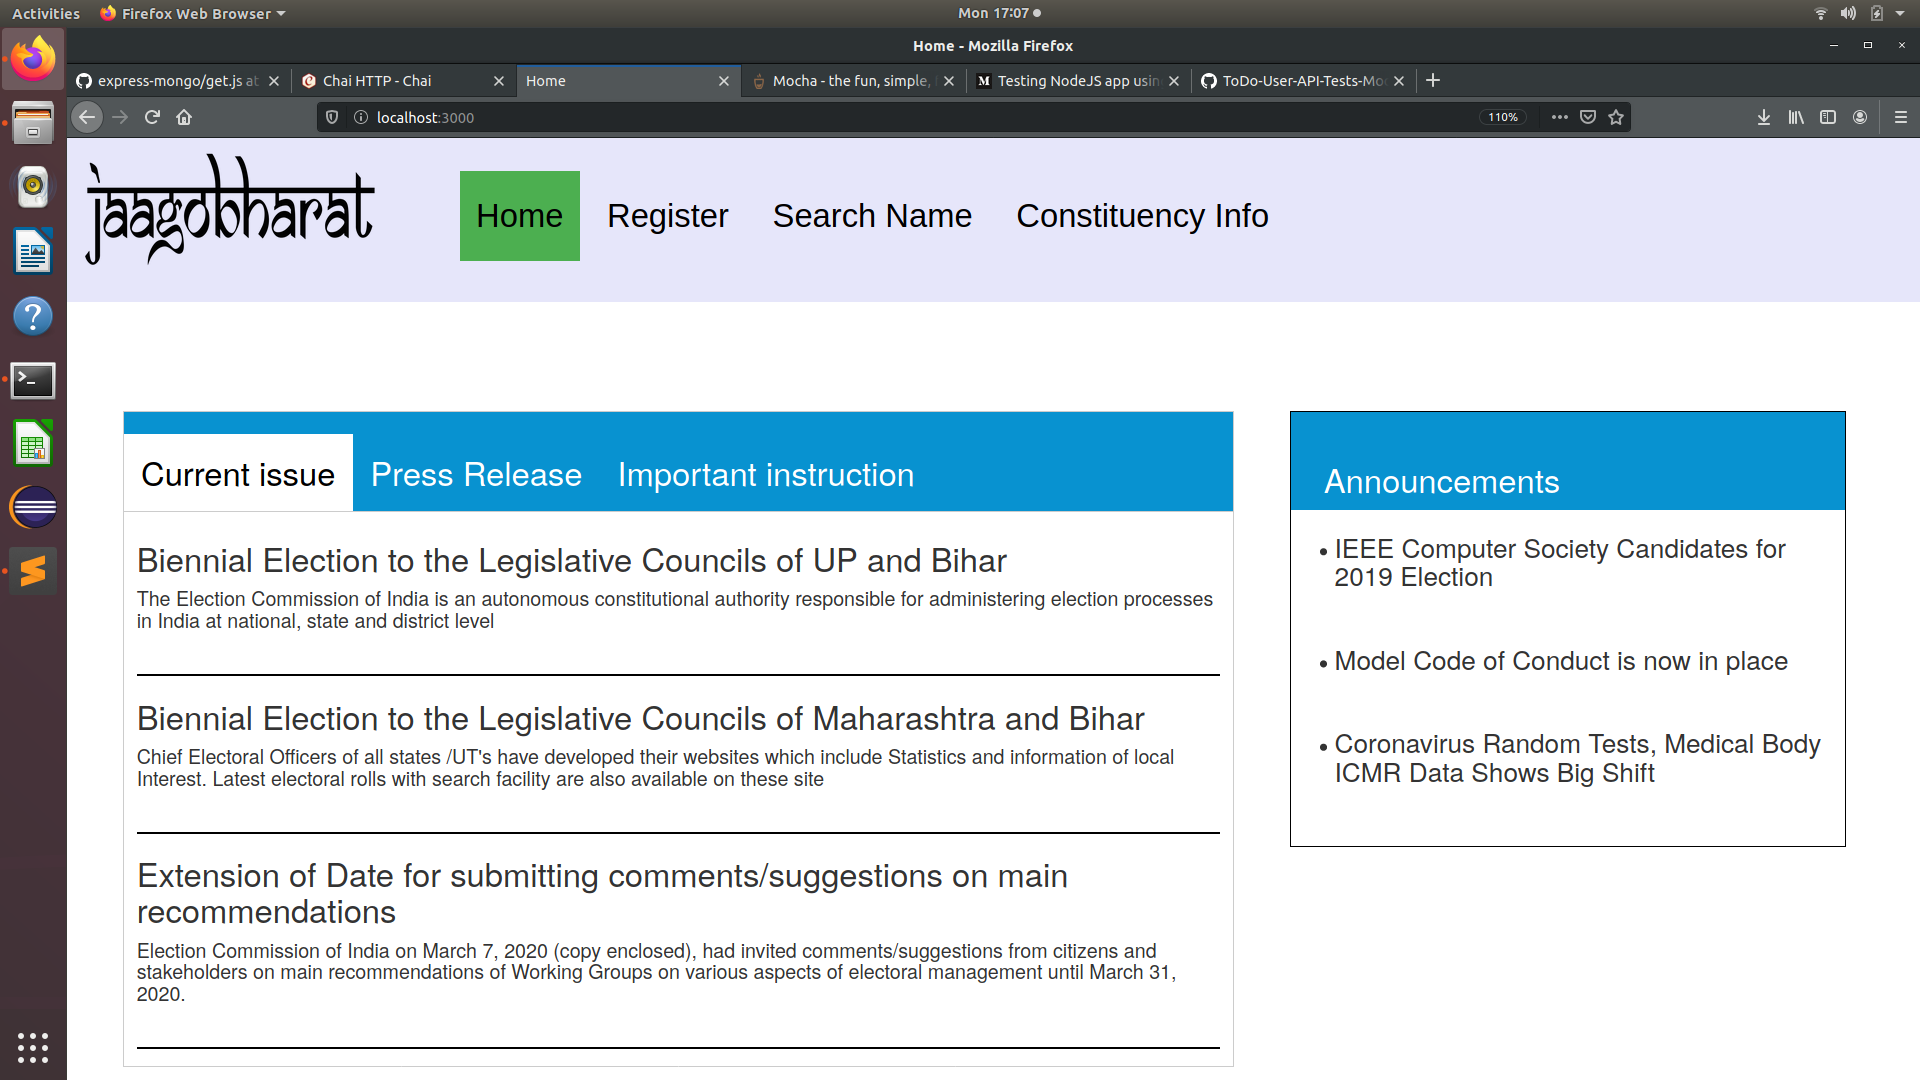 Activities Firefox Web Browser Mon 17:07
Home - Mozilla Firefox
express-mongo/get.js at Chai HTTP - Chai Home Mocha - the fun, simple, Testing NodeJS app usin ToDo-User-API-Tests-Mo
localhost:3000 110%
jaagobharat
Home Register Search Name Constituency Info
Current issue Press Release Important instruction
Biennial Election to the Legislative Councils of UP and Bihar
The Election Commission of India is an autonomous constitutional authority responsible for administering election processes
in India at national, state and district level
Biennial Election to the Legislative Councils of Maharashtra and Bihar
Chief Electoral Officers of all states /UT's have developed their websites which include Statistics and information of local
Interest. Latest electoral rolls with search facility are also available on these site
Extension of Date for submitting comments/suggestions on main
recommendations
Election Commission of India on March 7, 2020 (copy enclosed), had invited comments/suggestions from citizens and
stakeholders on main recommendations of Working Groups on various aspects of electoral management until March 31,
2020.
Announcements
• IEEE Computer Society Candidates for
2019 Election
• Model Code of Conduct is now in place
• Coronavirus Random Tests, Medical Body
ICMR Data Shows Big Shift